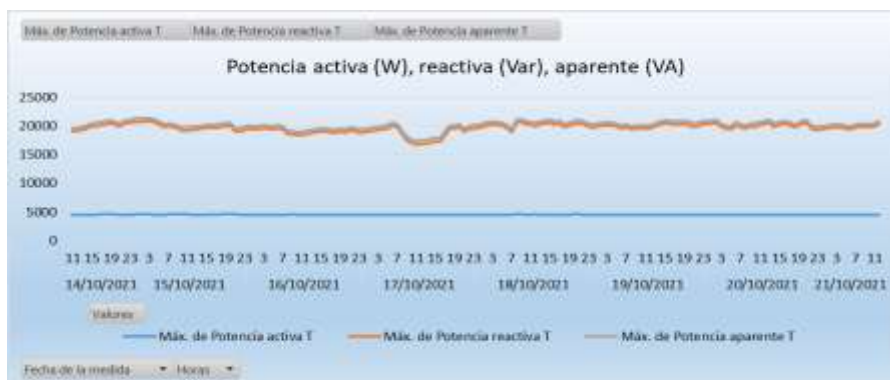 Máx. de Potencia activa T Máx. de Potencia reactiva T Máx. de Potencia aparente T
Potencia activa (W), reactiva (Var), aparente (VA)
25000
20000
15000
10000
5000
0
11 15 19 23 3 7 11 15 19 23 3 7 11 15 19 23 3 7 11 15 19 23 3 7 11 15 19 23 3 7 11 15 19 23 3 7 11 15 19 23 3 7 11
14/10/2021 15/10/2021 16/10/2021 17/10/2021 18/10/2021 19/10/2021 20/10/2021 21/10/2021
Valores
Máx. de Potencia activa T Máx. de Potencia reactiva T Máx. de Potencia aparente T
Fecha de la medida Horas